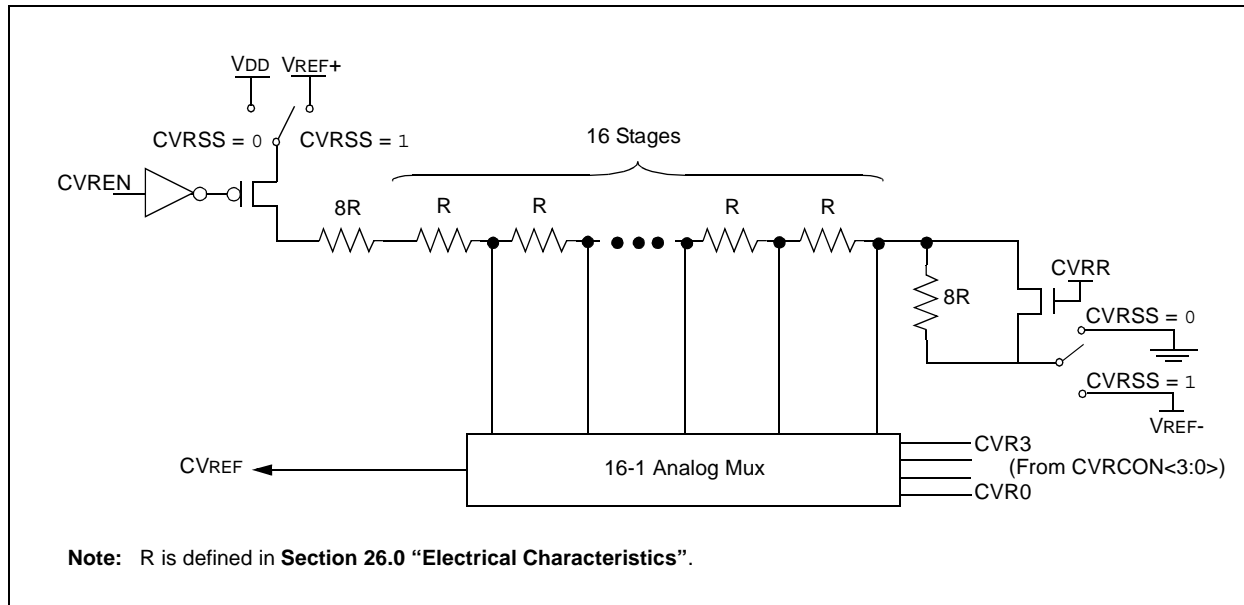 VDD VREF+
CVRSS = 0 CVRSS = 1
16 Stages
CVREN
8R R R R R
CVRR
8R
CVRSS = 0
CVRSS = 1
VREF-
CVR3
CVREF 16-1 Analog Mux (From CVRCON<3:0>)
CVR0
Note: R is defined in Section 26.0 “Electrical Characteristics”.